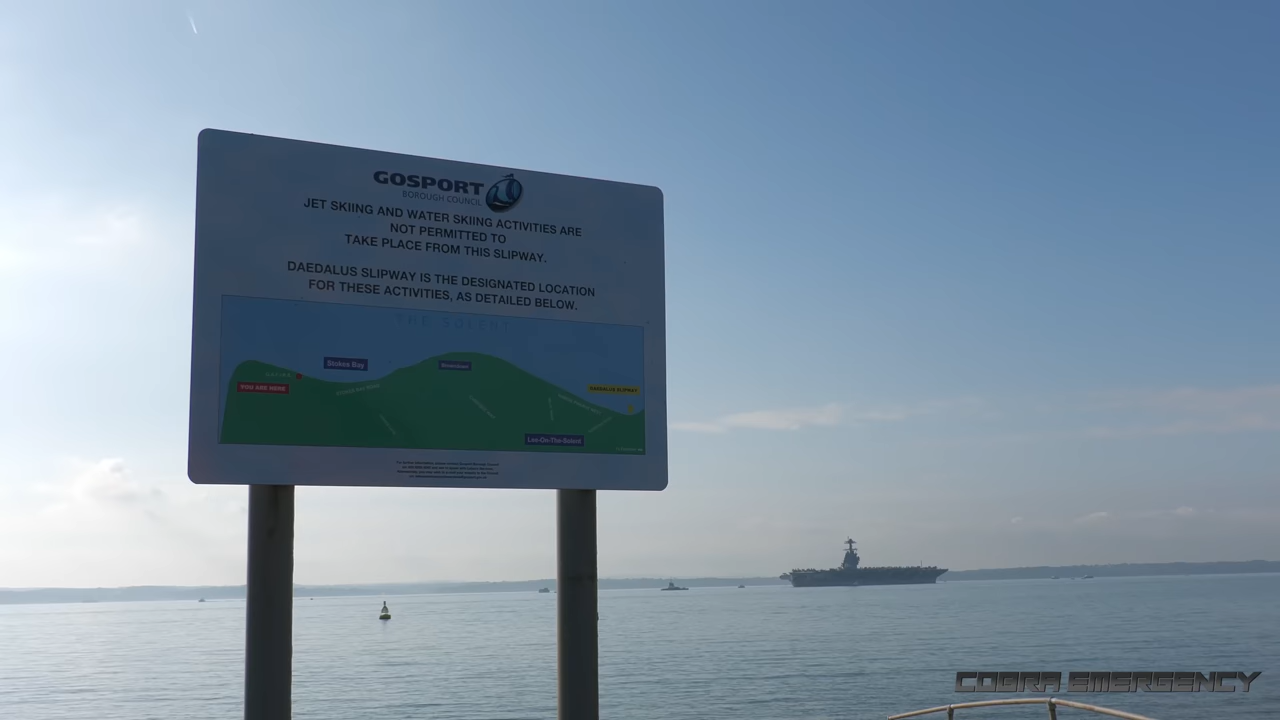 GOSPORT
BOROUGH COUNCIL
JET SKIING AND WATER SKIING ACTIVITIES ARE
NOT PERMITTED TO
TAKE PLACE FROM THIS SLIPWAY.
DAEDALUS SLIPWAY IS THE DESIGNATED LOCATION
FOR THESE ACTIVITIES, AS DETAILED BELOW.
THE SOLENT
Stokes Bay
YOU ARE HERE
DAEDALUS SLIPWAY
Lee-On-The-Solent
COBRA EMERGENCY